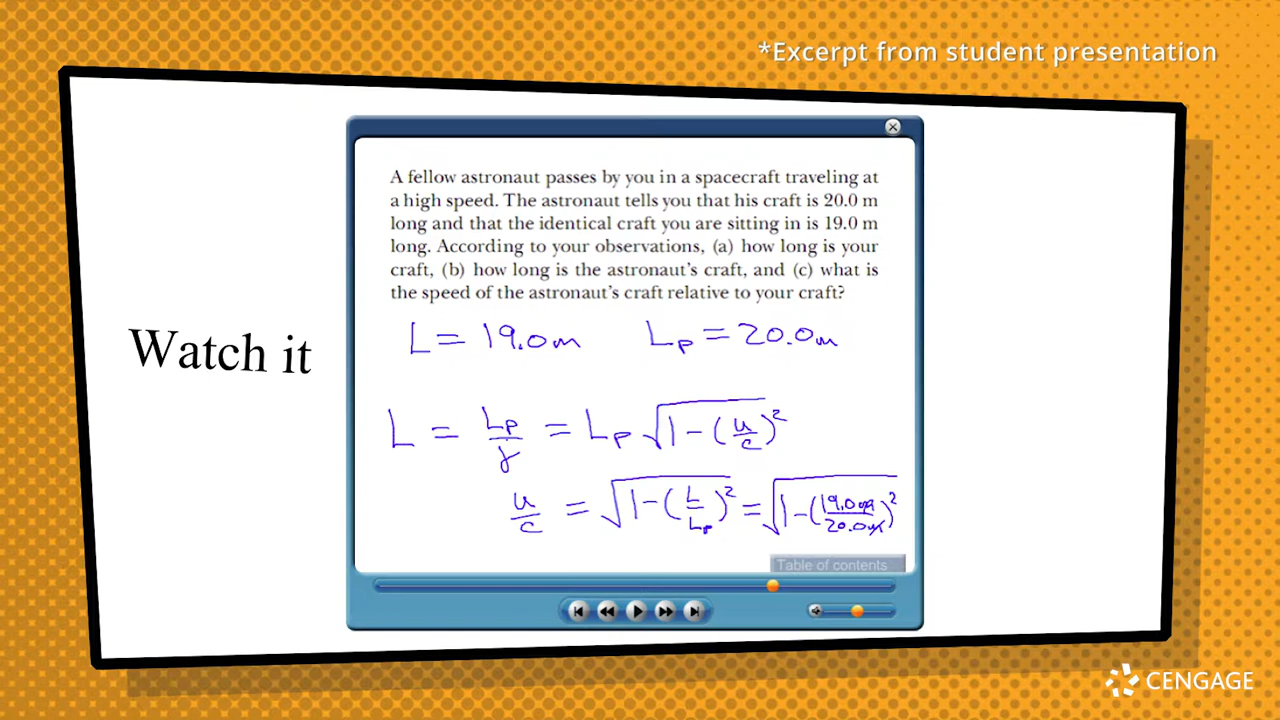 *Excerpt from student presentation
Watch it
A fellow astronaut passes by you in a spacecraft traveling at
a high speed. The astronaut tells you that his craft is 20.0 m
long and that the identical craft you are sitting in is 19.0 m
long. According to your observations, (a) how long is your
craft, (b) how long is the astronaut's craft, and (c) what is
the speed of the astronaut's craft relative to your craft?
L = 19.0m Lp = 20.0m
L = Lp/γ = Lp √1-(u/c)²
u/c = √1-(L/Lp)² = √1-(19.0m/20.0m)²
Table of contents
CENGAGE